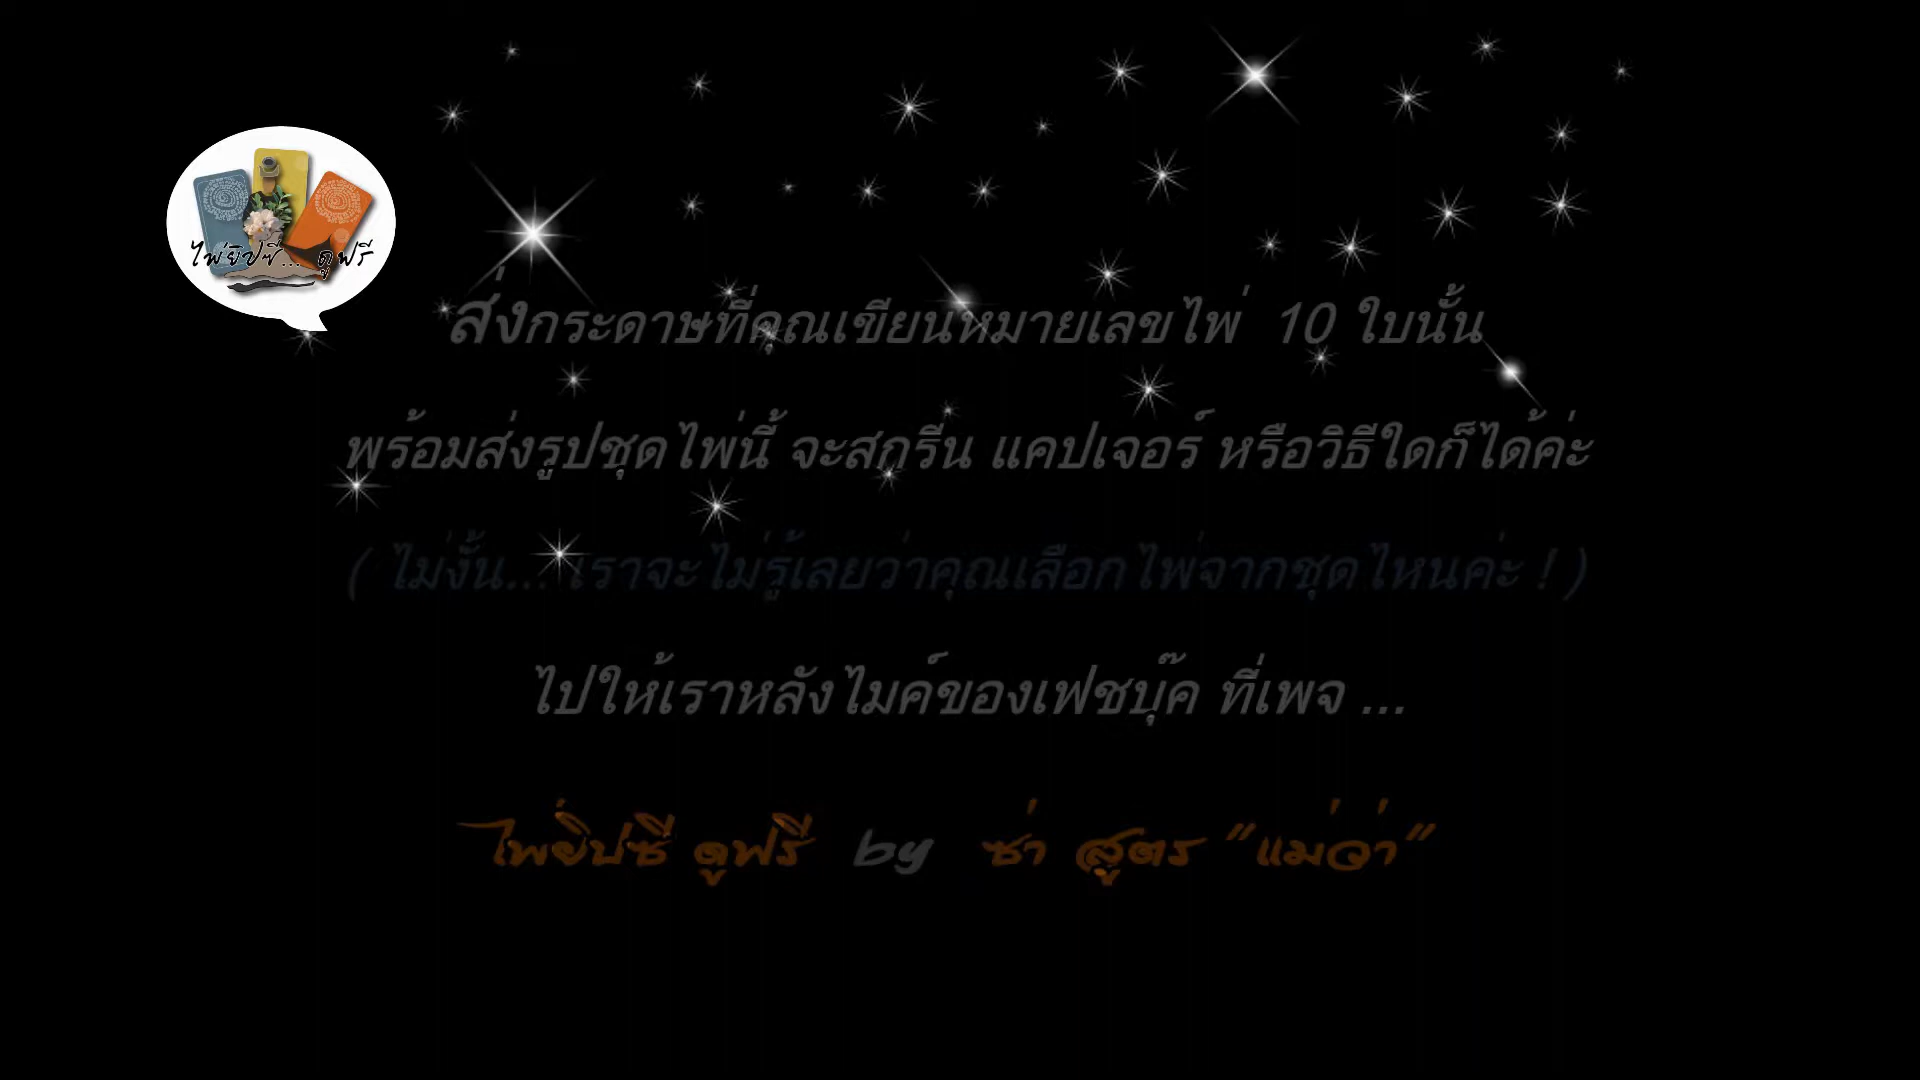 ไพ่ยิปซี... ดูฟรี
ส่งกระดาษที่คุณเขียนหมายเลขไพ่ 10 ใบนั้น
พร้อมส่งรูปชุดไพ่นี้ จะสกรีน แคปเจอร์ หรือวิธีใดก็ได้ค่ะ
( ไม่งั้น... เราจะไม่รู้เลยว่าคุณเลือกไพ่จากชุดไหนค่ะ ! )
ไปให้เราหลังไมค์ของเฟชบุ๊ค ที่เพจ ...
ไพ่ยิปซี ดูฟรี by ซ่า สูตร "แม่ว่า"